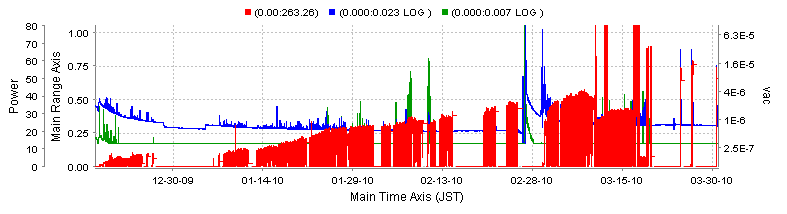 (0.00:263.26) (0.000:0.023 LOG ) (0.000:0.007 LOG )
80
70
60
50
40
30
20
10
0
Power
Main Range Axis
1.00
0.75
0.50
0.25
0.00
6.3E-5
1.6E-5
4E-6
1E-6
2.5E-7
vac
12-30-09 01-14-10 01-29-10 02-13-10 02-28-10 03-15-10 03-30-10
Main Time Axis (JST)